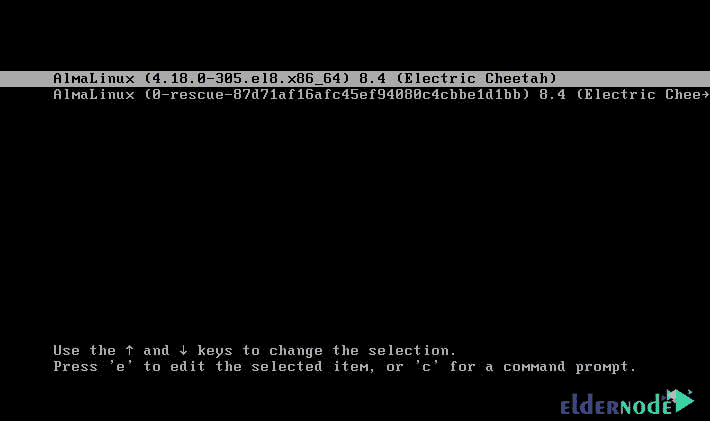 AlmaLinux (4.18.0-305.el8.x86_64) 8.4 (Electric Cheetah)
AlmaLinux (0-rescue-87d71af16afc45ef94080c4cbbe1d1bb) 8.4 (Electric Chee→
Use the ↑ and ↓ keys to change the selection.
Press 'e' to edit the selected item, or 'c' for a command prompt.
eldernode